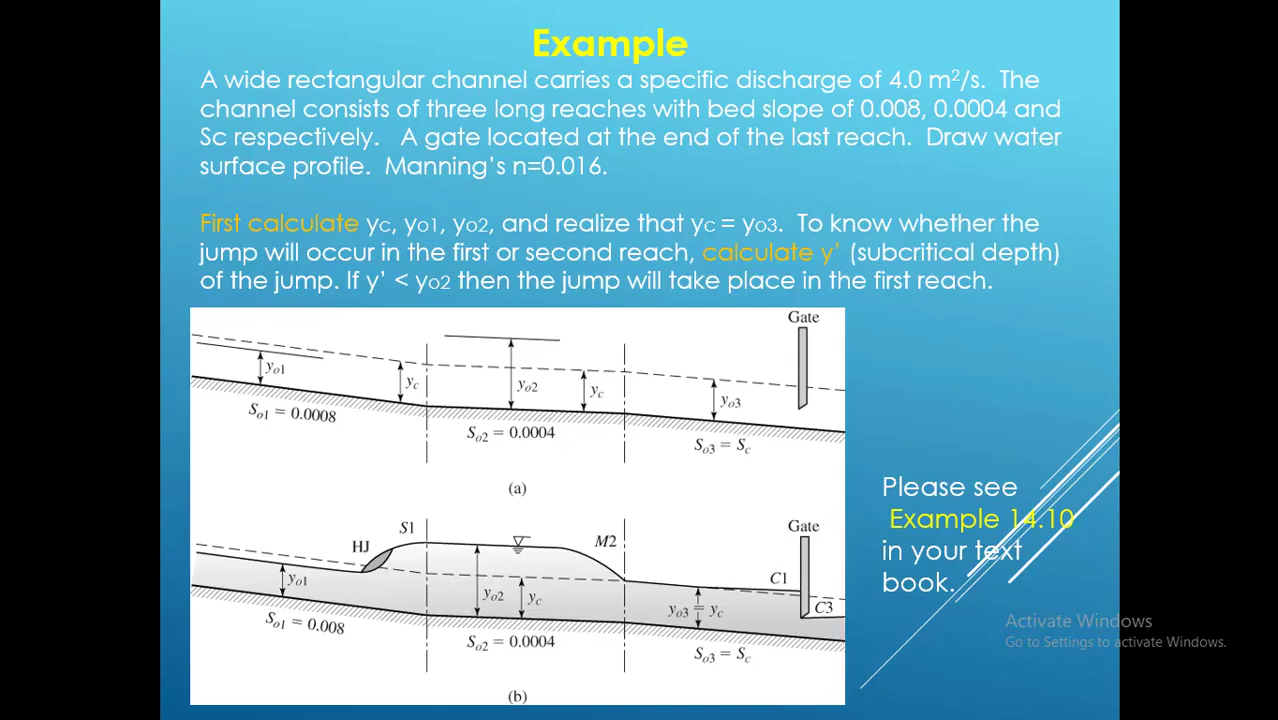 Example
A wide rectangular channel carries a specific discharge of 4.0 m²/s. The
channel consists of three long reaches with bed slope of 0.008, 0.0004 and
Sc respectively. A gate located at the end of the last reach. Draw water
surface profile. Manning's n=0.016.
First calculate yc, yo1, yo2, and realize that yc = yo3. To know whether the
jump will occur in the first or second reach, calculate y' (subcritical depth)
of the jump. If y' < yo2 then the jump will take place in the first reach.
Gate
yo1
yc
yo2
yc
yo3
So1 = 0.0008
So2 = 0.0004
So3 = Sc
(a)
HJ
S1
M2
Gate
C1
C3
yo1
yo2
yc
yo3 = yc
So1 = 0.008
So2 = 0.0004
So3 = Sc
(b)
Please see
Example 14.10
in your text
book.
Activate Windows
Go to Settings to activate Windows.